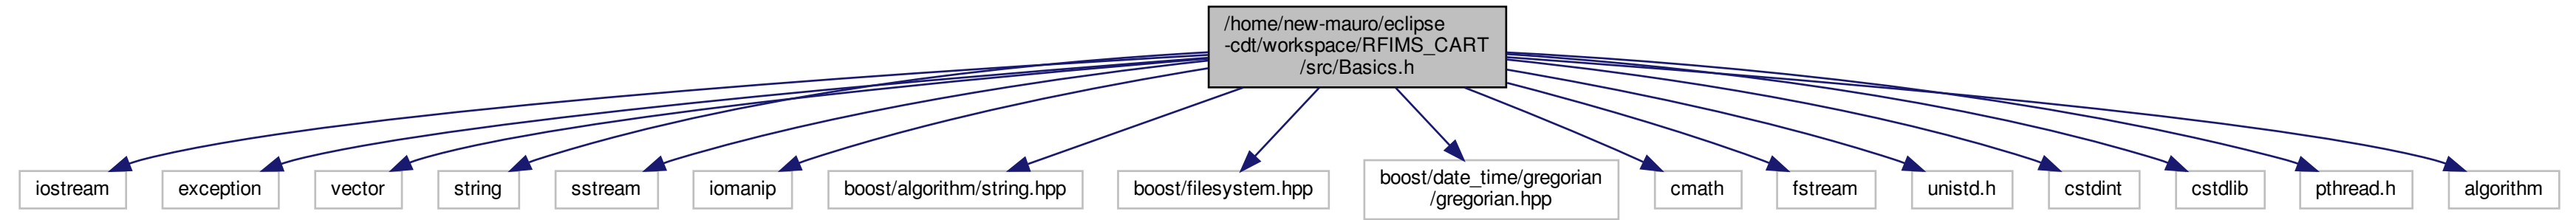 /home/new-mauro/eclipse
-cdt/workspace/RFIMS_CART
/src/Basics.h
iostream
exception
vector
string
sstream
iomanip
boost/algorithm/string.hpp
boost/filesystem.hpp
boost/date_time/gregorian
/gregorian.hpp
cmath
fstream
unistd.h
cstdint
cstdlib
pthread.h
algorithm